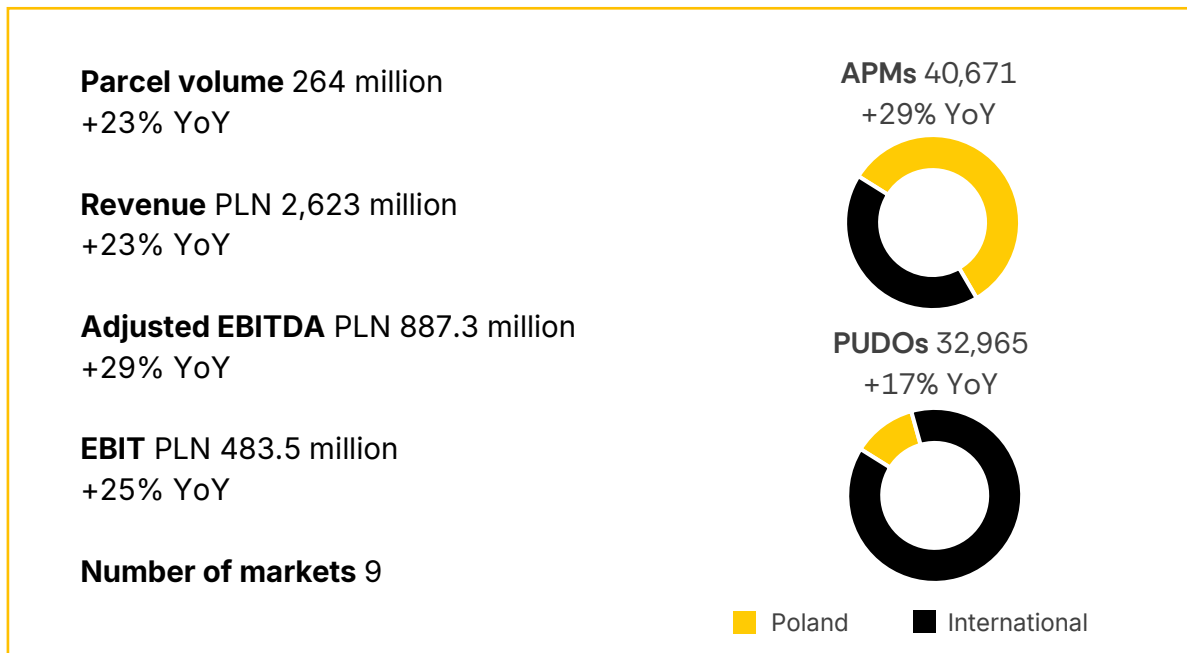 Parcel volume 264 million
+23% YoY
Revenue PLN 2,623 million
+23% YoY
Adjusted EBITDA PLN 887.3 million
+29% YoY
EBIT PLN 483.5 million
+25% YoY
Number of markets 9
APMs 40,671
+29% YoY
PUDOs 32,965
+17% YoY
Poland
International